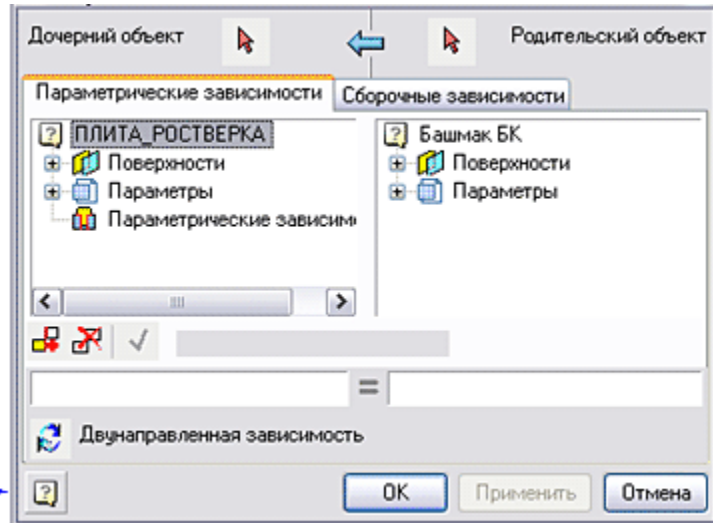 Дочерний объект
Родительский объект
Параметрические зависимости
Сборочные зависимости
ПЛИТА_РОСТВЕРКА
Поверхности
Параметры
Параметрические зависим
Башмак БК
Поверхности
Параметры
=
Двунаправленная зависимость
OK
Применить
Отмена